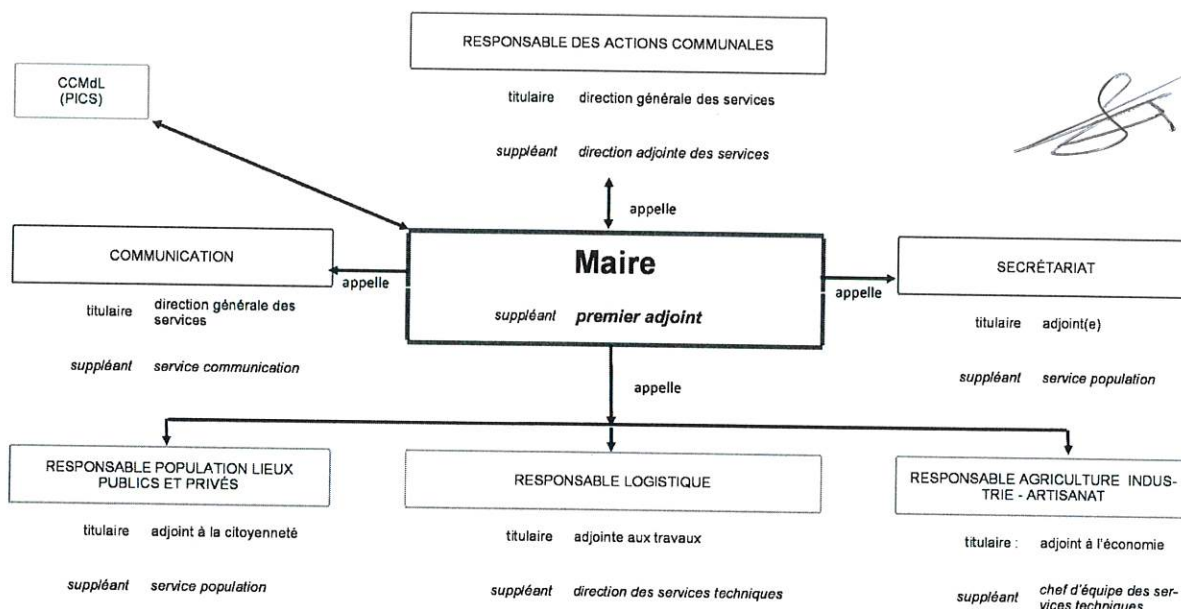 RESPONSABLE DES ACTIONS COMMUNALES
titulaire direction générale des services
suppléant direction adjointe des services
CCMdL
(PICS)
appelle
COMMUNICATION
titulaire direction générale des
services
suppléant service communication
appelle
Maire
suppléant premier adjoint
appelle
SECRÉTARIAT
titulaire adjoint(e)
suppléant service population
appelle
RESPONSABLE POPULATION LIEUX
PUBLICS ET PRIVÉS
titulaire adjoint à la citoyenneté
suppléant service population
RESPONSABLE LOGISTIQUE
titulaire adjointe aux travaux
suppléant direction des services techniques
RESPONSABLE AGRICULTURE INDUS-
TRIE - ARTISANAT
titulaire : adjoint à l'économie
suppléant chef d'équipe des ser-
vices techniques